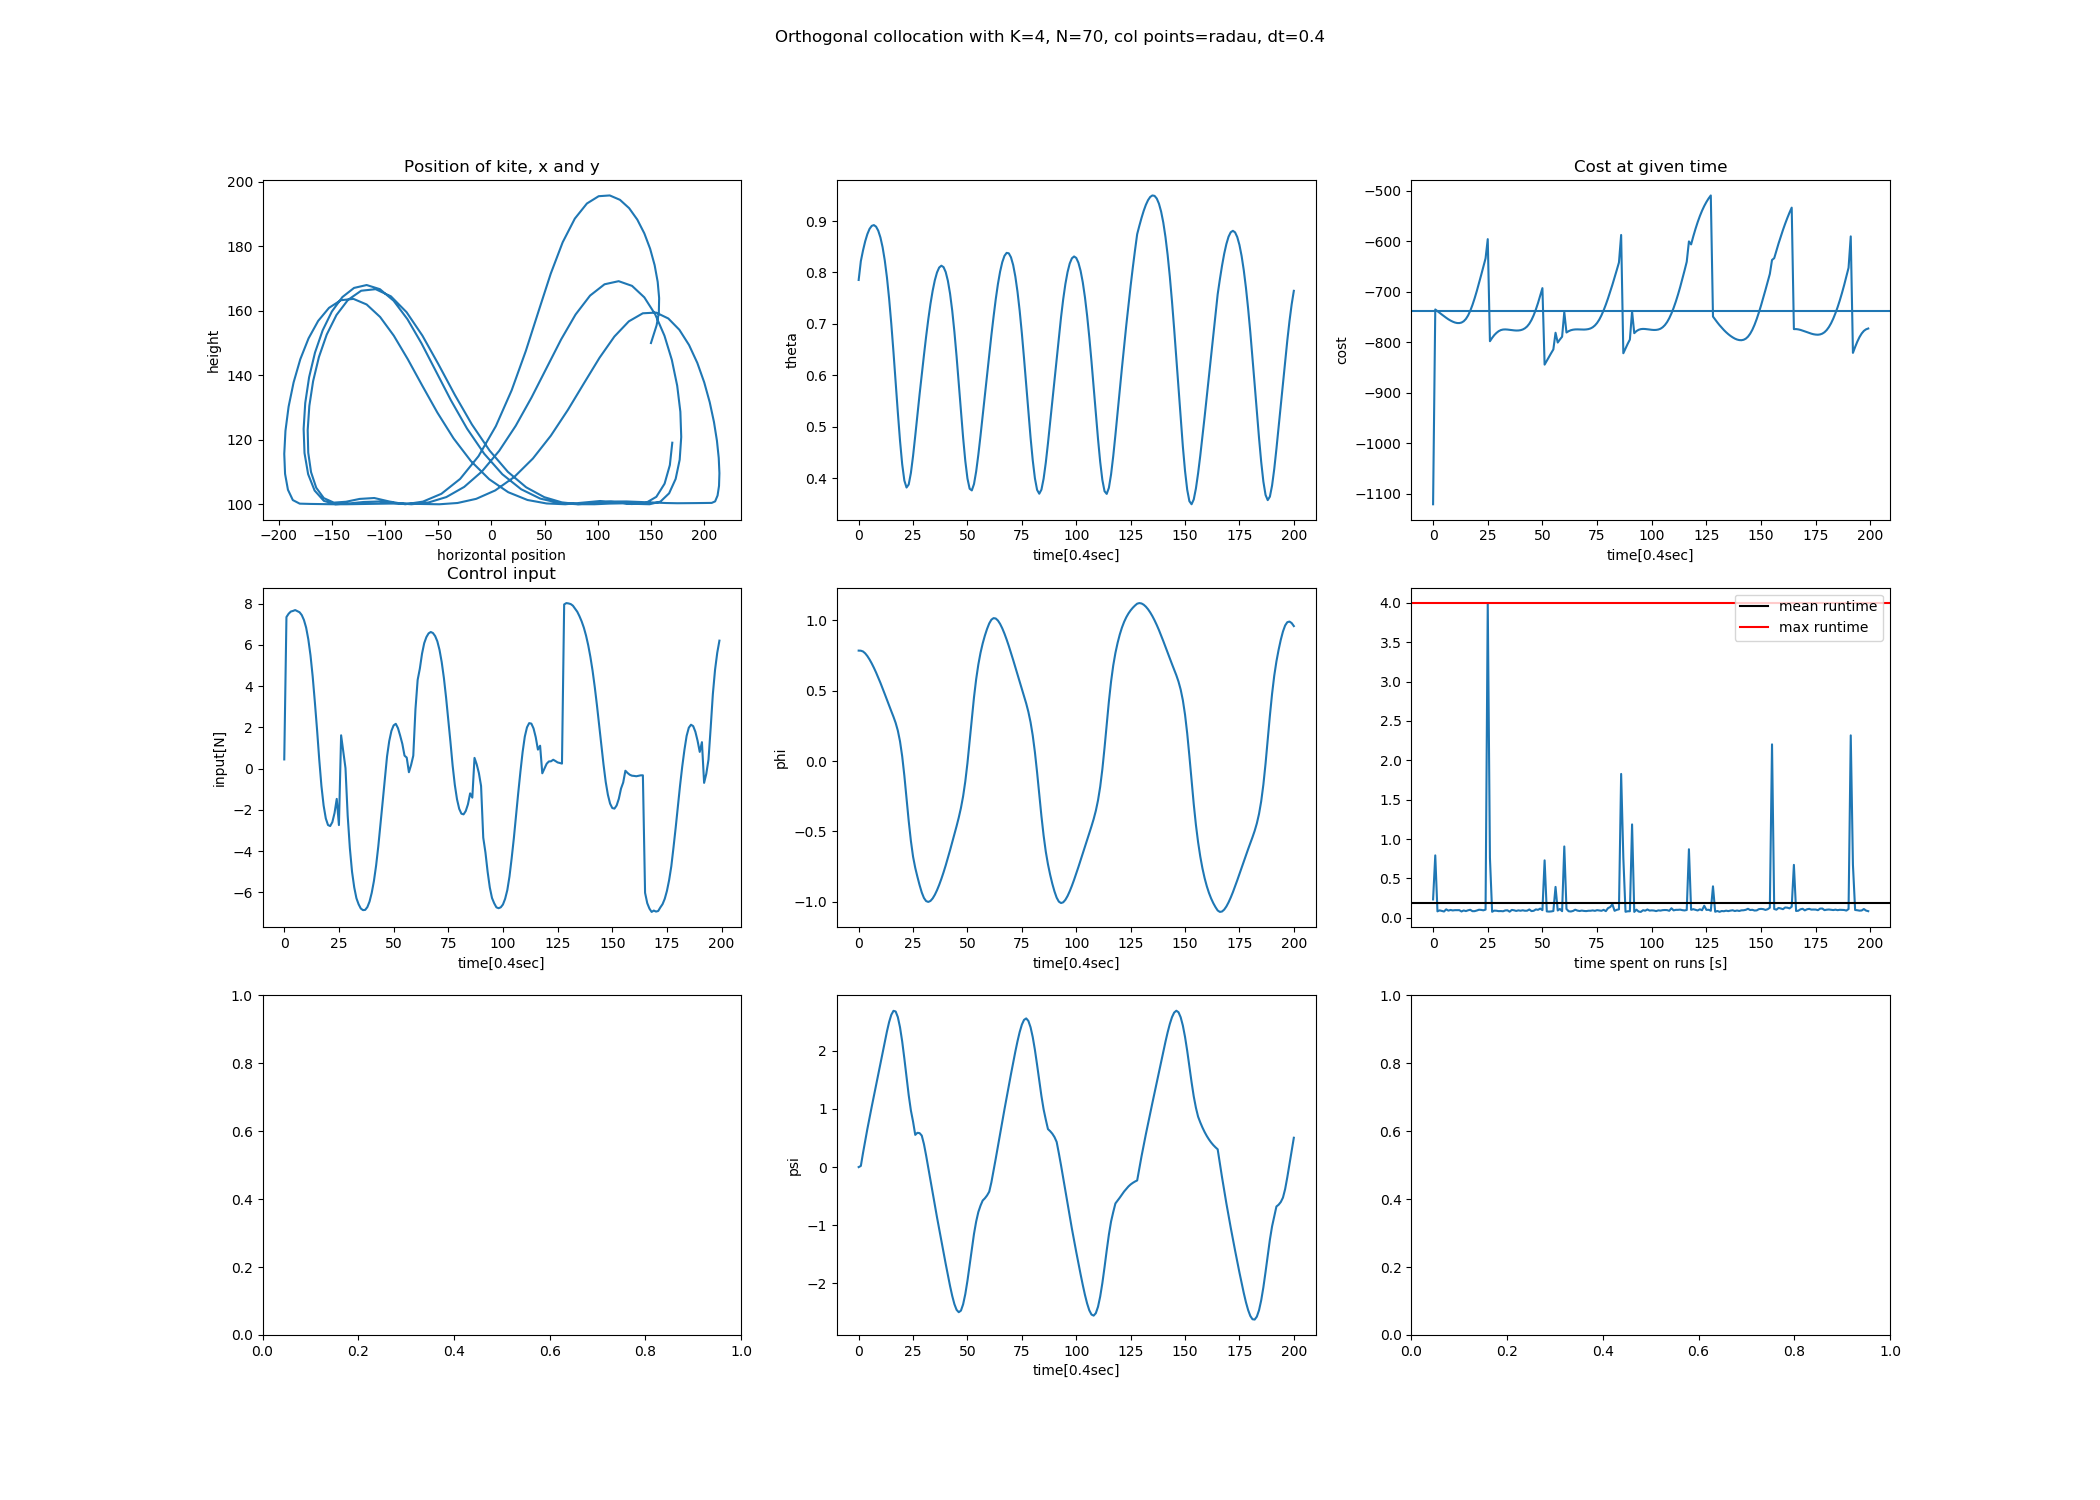 Orthogonal collocation with K=4, N=70, col points=radau, dt=0.4
Position of kite, x and y
200
180
160
140
120
100
height
−200 −150 −100 −50 0 50 100 150 200
horizontal position
0.9
0.8
0.7
0.6
0.5
0.4
theta
0 25 50 75 100 125 150 175 200
time[0.4sec]
Cost at given time
−500
−600
−700
−800
−900
−1000
−1100
cost
0 25 50 75 100 125 150 175 200
time[0.4sec]
Control input
8
6
4
2
0
−2
−4
−6
input[N]
0 25 50 75 100 125 150 175 200
time[0.4sec]
1.0
0.5
0.0
−0.5
−1.0
phi
0 25 50 75 100 125 150 175 200
time[0.4sec]
4.0
3.5
3.0
2.5
2.0
1.5
1.0
0.5
0.0
mean runtime
max runtime
0 25 50 75 100 125 150 175 200
time spent on runs [s]
1.0
0.8
0.6
0.4
0.2
0.0
0.0 0.2 0.4 0.6 0.8 1.0
2
1
0
−1
−2
psi
0 25 50 75 100 125 150 175 200
time[0.4sec]
1.0
0.8
0.6
0.4
0.2
0.0
0.0 0.2 0.4 0.6 0.8 1.0